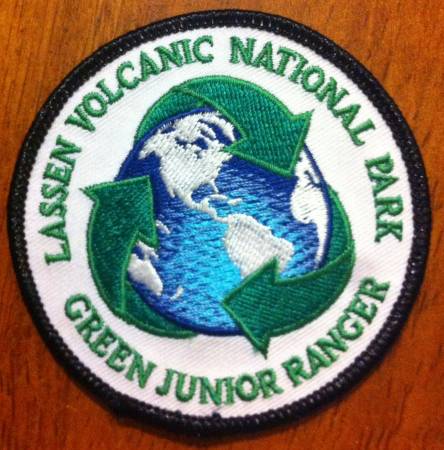 LASSEN VOLCANIC NATIONAL PARK
GREEN JUNIOR RANGER